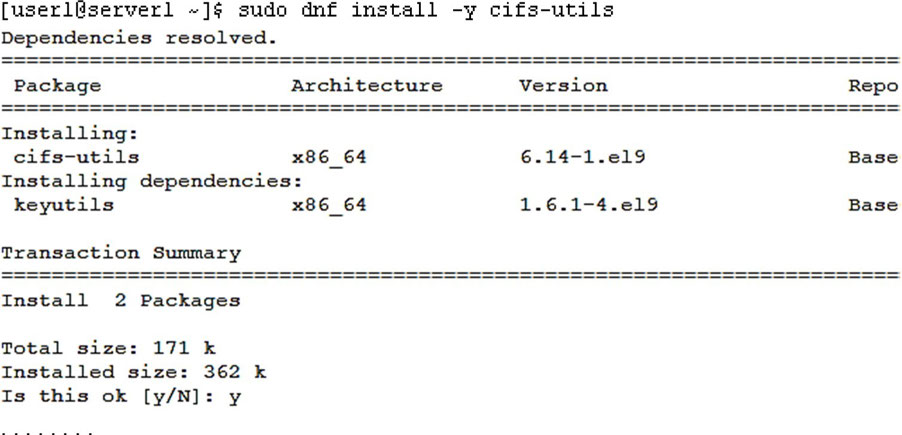 [user1@server1 ~]$ sudo dnf install -y cifs-utils
Dependencies resolved.
================================================================================
Package Architecture Version Repo
================================================================================
Installing:
cifs-utils x86_64 6.14-1.el9 Base
Installing dependencies:
keyutils x86_64 1.6.1-4.el9 Base
Transaction Summary
================================================================================
Install 2 Packages
Total size: 171 k
Installed size: 362 k
Is this ok [y/N]: y
........